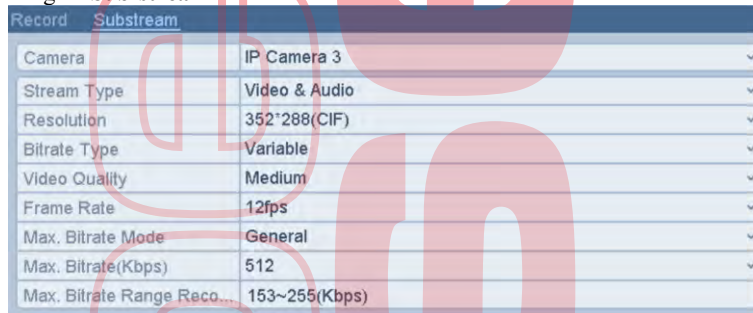 Record Substream
Camera IP Camera 3
Stream Type Video & Audio
Resolution 352*288(CIF)
Bitrate Type Variable
Video Quality Medium
Frame Rate 12fps
Max. Bitrate Mode General
Max. Bitrate(Kbps) 512
Max. Bitrate Range Reco... 153~255(Kbps)